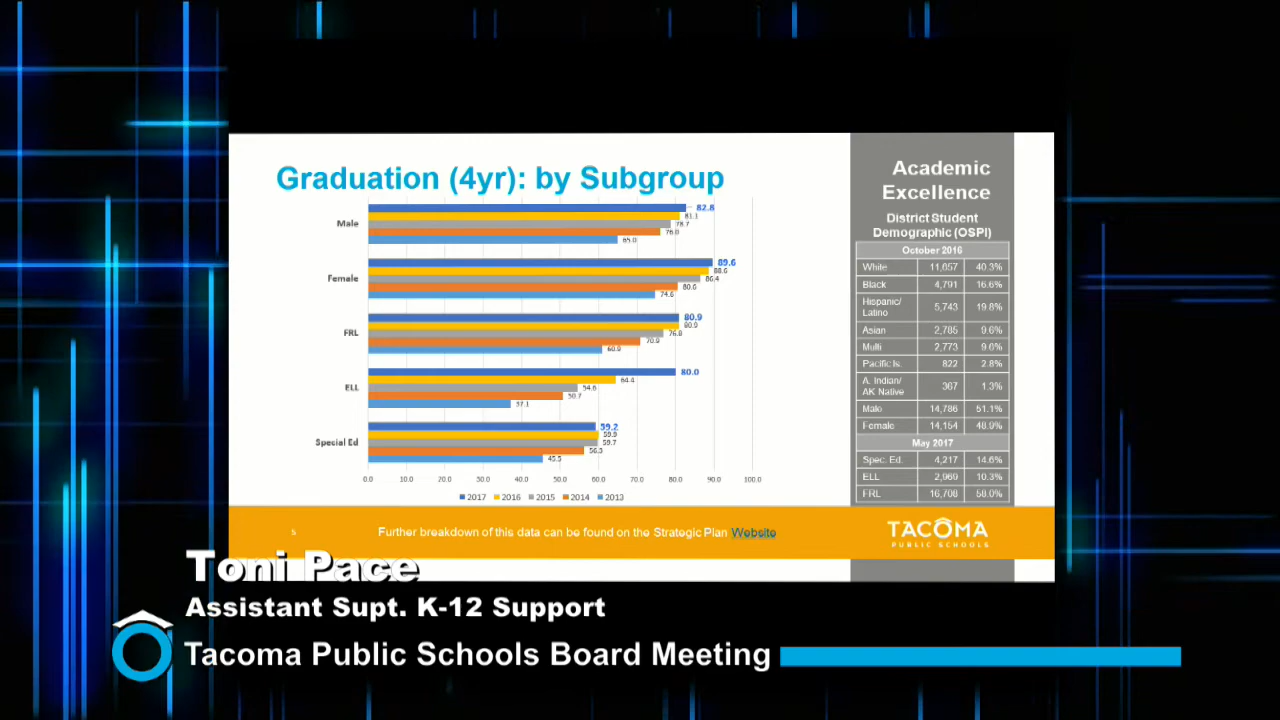 Graduation (4yr): by Subgroup
Male
82.8
81.1
78.7
76.0
65.0
Female
89.6
88.6
86.4
80.6
74.6
FRL
80.9
80.9
76.8
70.9
60.9
ELL
80.0
64.4
54.6
50.7
37.1
Special Ed
59.2
59.9
59.7
56.3
45.5
0.0 10.0 20.0 30.0 40.0 50.0 60.0 70.0 80.0 90.0 100.0
2017 2016 2015 2014 2013
Academic
Excellence
District Student
Demographic (OSPI)
October 2016
White 11,657 40.3%
Black 4,791 16.6%
Hispanic/
Latino 5,743 19.8%
Asian 2,785 9.6%
Multi 2,773 9.6%
Pacific Is. 822 2.8%
A. Indian/
AK Native 367 1.3%
Male 14,786 51.1%
Female 14,154 48.9%
May 2017
Spec. Ed. 4,217 14.6%
ELL 2,969 10.3%
FRL 16,708 58.0%
5
Further breakdown of this data can be found on the Strategic Plan Website
TACOMA
PUBLIC SCHOOLS
Toni Pace
Assistant Supt. K-12 Support
Tacoma Public Schools Board Meeting